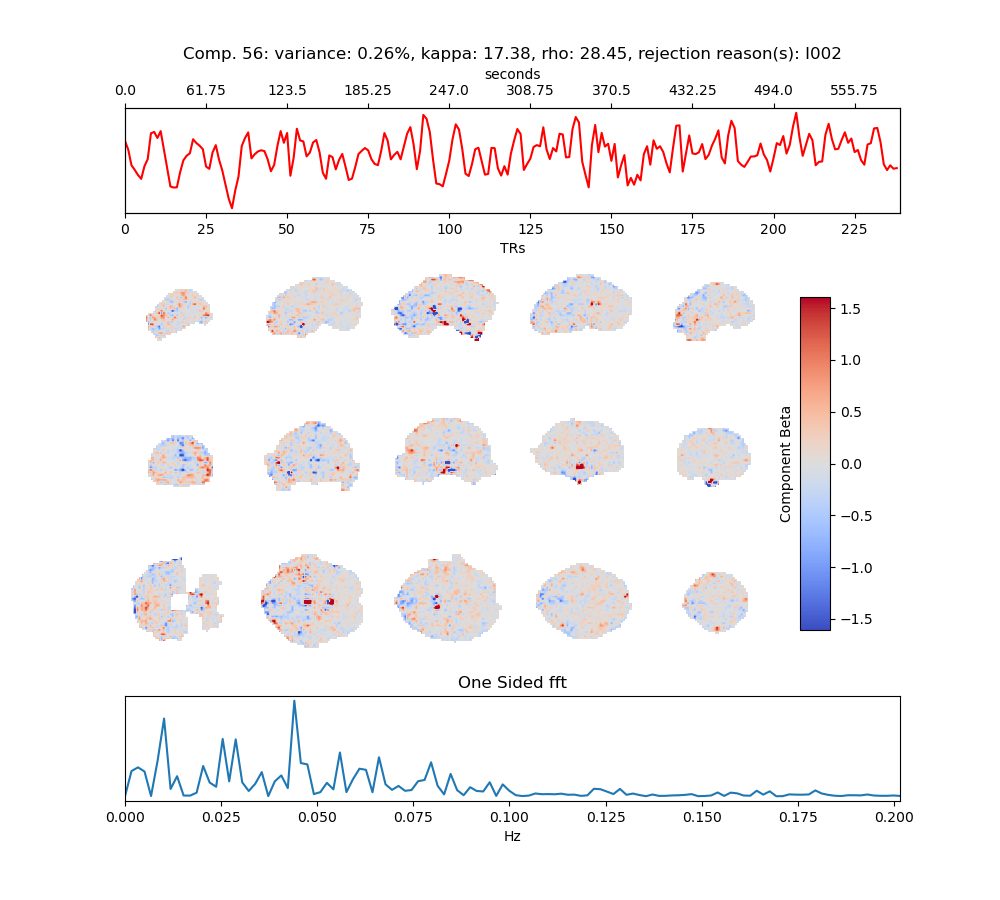 Comp. 56: variance: 0.26%, kappa: 17.38, rho: 28.45, rejection reason(s): I002
seconds
0.0 61.75 123.5 185.25 247.0 308.75 370.5 432.25 494.0 555.75
0 25 50 75 100 125 150 175 200 225
TRs
1.5
1.0
0.5
0.0
−0.5
−1.0
−1.5
Component Beta
One Sided fft
0.000 0.025 0.050 0.075 0.100 0.125 0.150 0.175 0.200
Hz